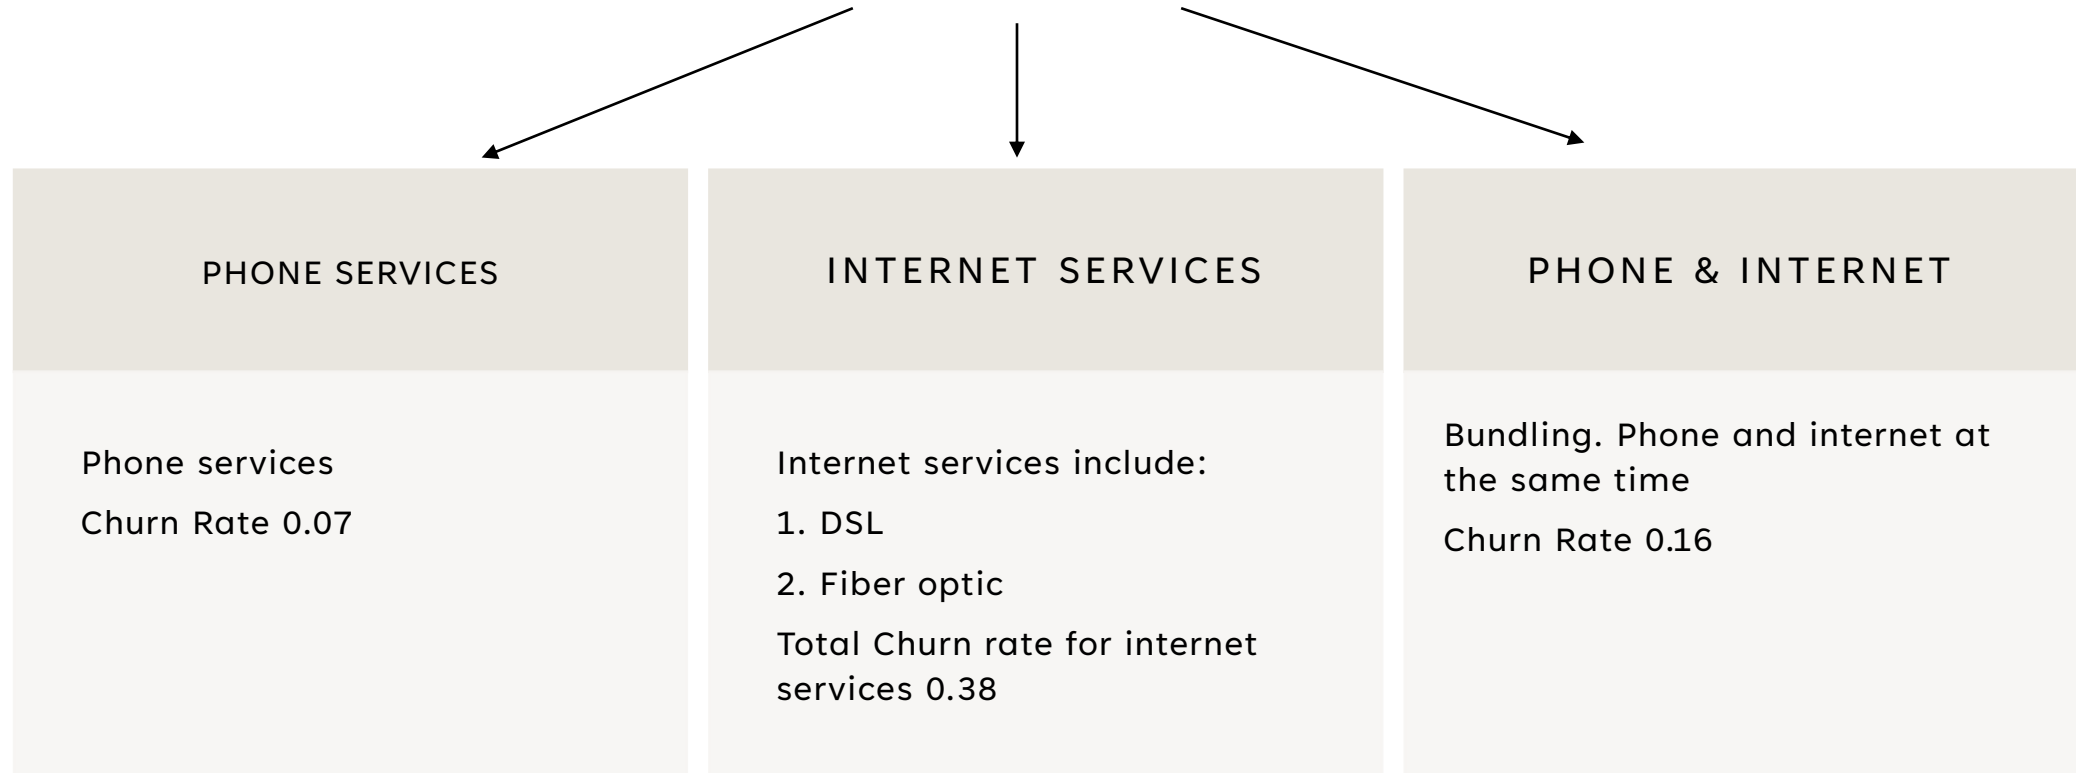 PHONE SERVICES
INTERNET SERVICES
PHONE & INTERNET
Phone services
Churn Rate 0.07
Internet services include:
1. DSL
2. Fiber optic
Total Churn rate for internet
services 0.38
Bundling. Phone and internet at
the same time
Churn Rate 0.16